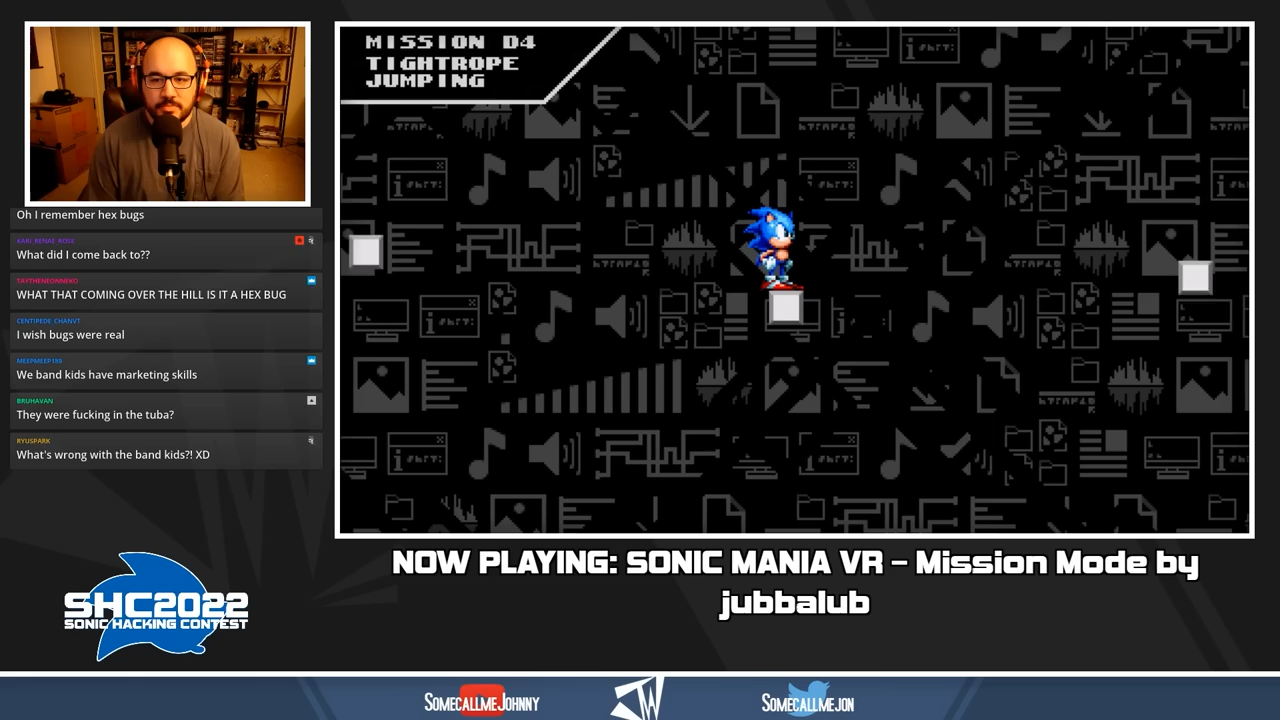 MISSION D4
TIGHTROPE
JUMPING
Oh I remember hex bugs
KARI RENAE ROSE
What did I come back to??
TAYTHENEONNERD
WHAT THAT COMING OVER THE HILL IS IT A HEX BUG
CENTIPEDE CHANVT
I wish bugs were real
MEEPMEEP180
We band kids have marketing skills
BRUHAVAN
They were fucking in the tuba?
RYUSPARK
What's wrong with the band kids?! XD
SHC2022
SONIC HACKING CONTEST
NOW PLAYING: SONIC MANIA VR - Mission Mode by
jubbalub
SOMECALLMEJOHNNY
SOMECALLMEJON